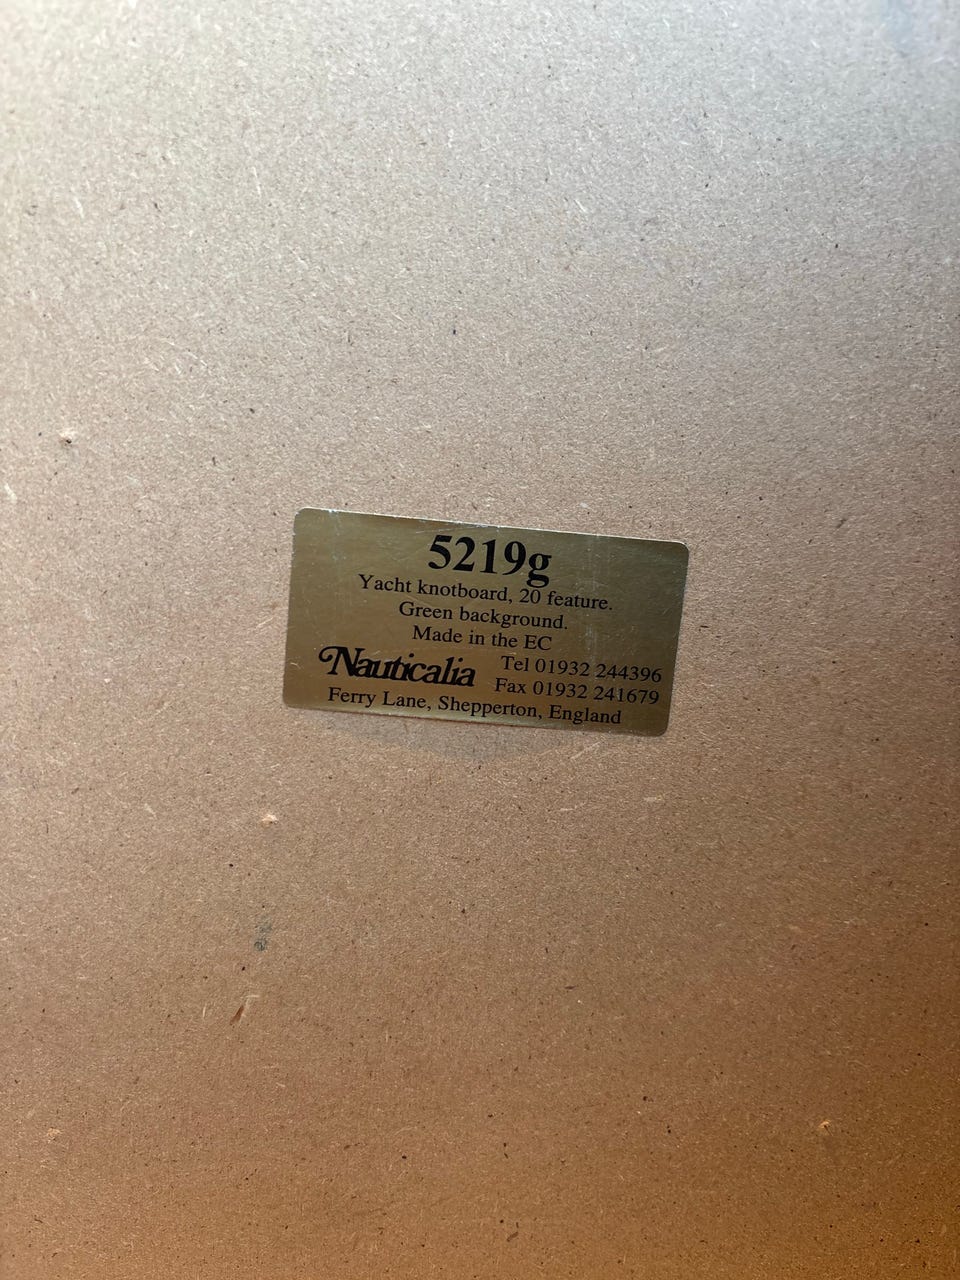 5219g
Yacht knotboard, 20 feature.
Green background.
Made in the EC
Nauticalia Tel 01932 244396
Fax 01932 241679
Ferry Lane, Shepperton, England